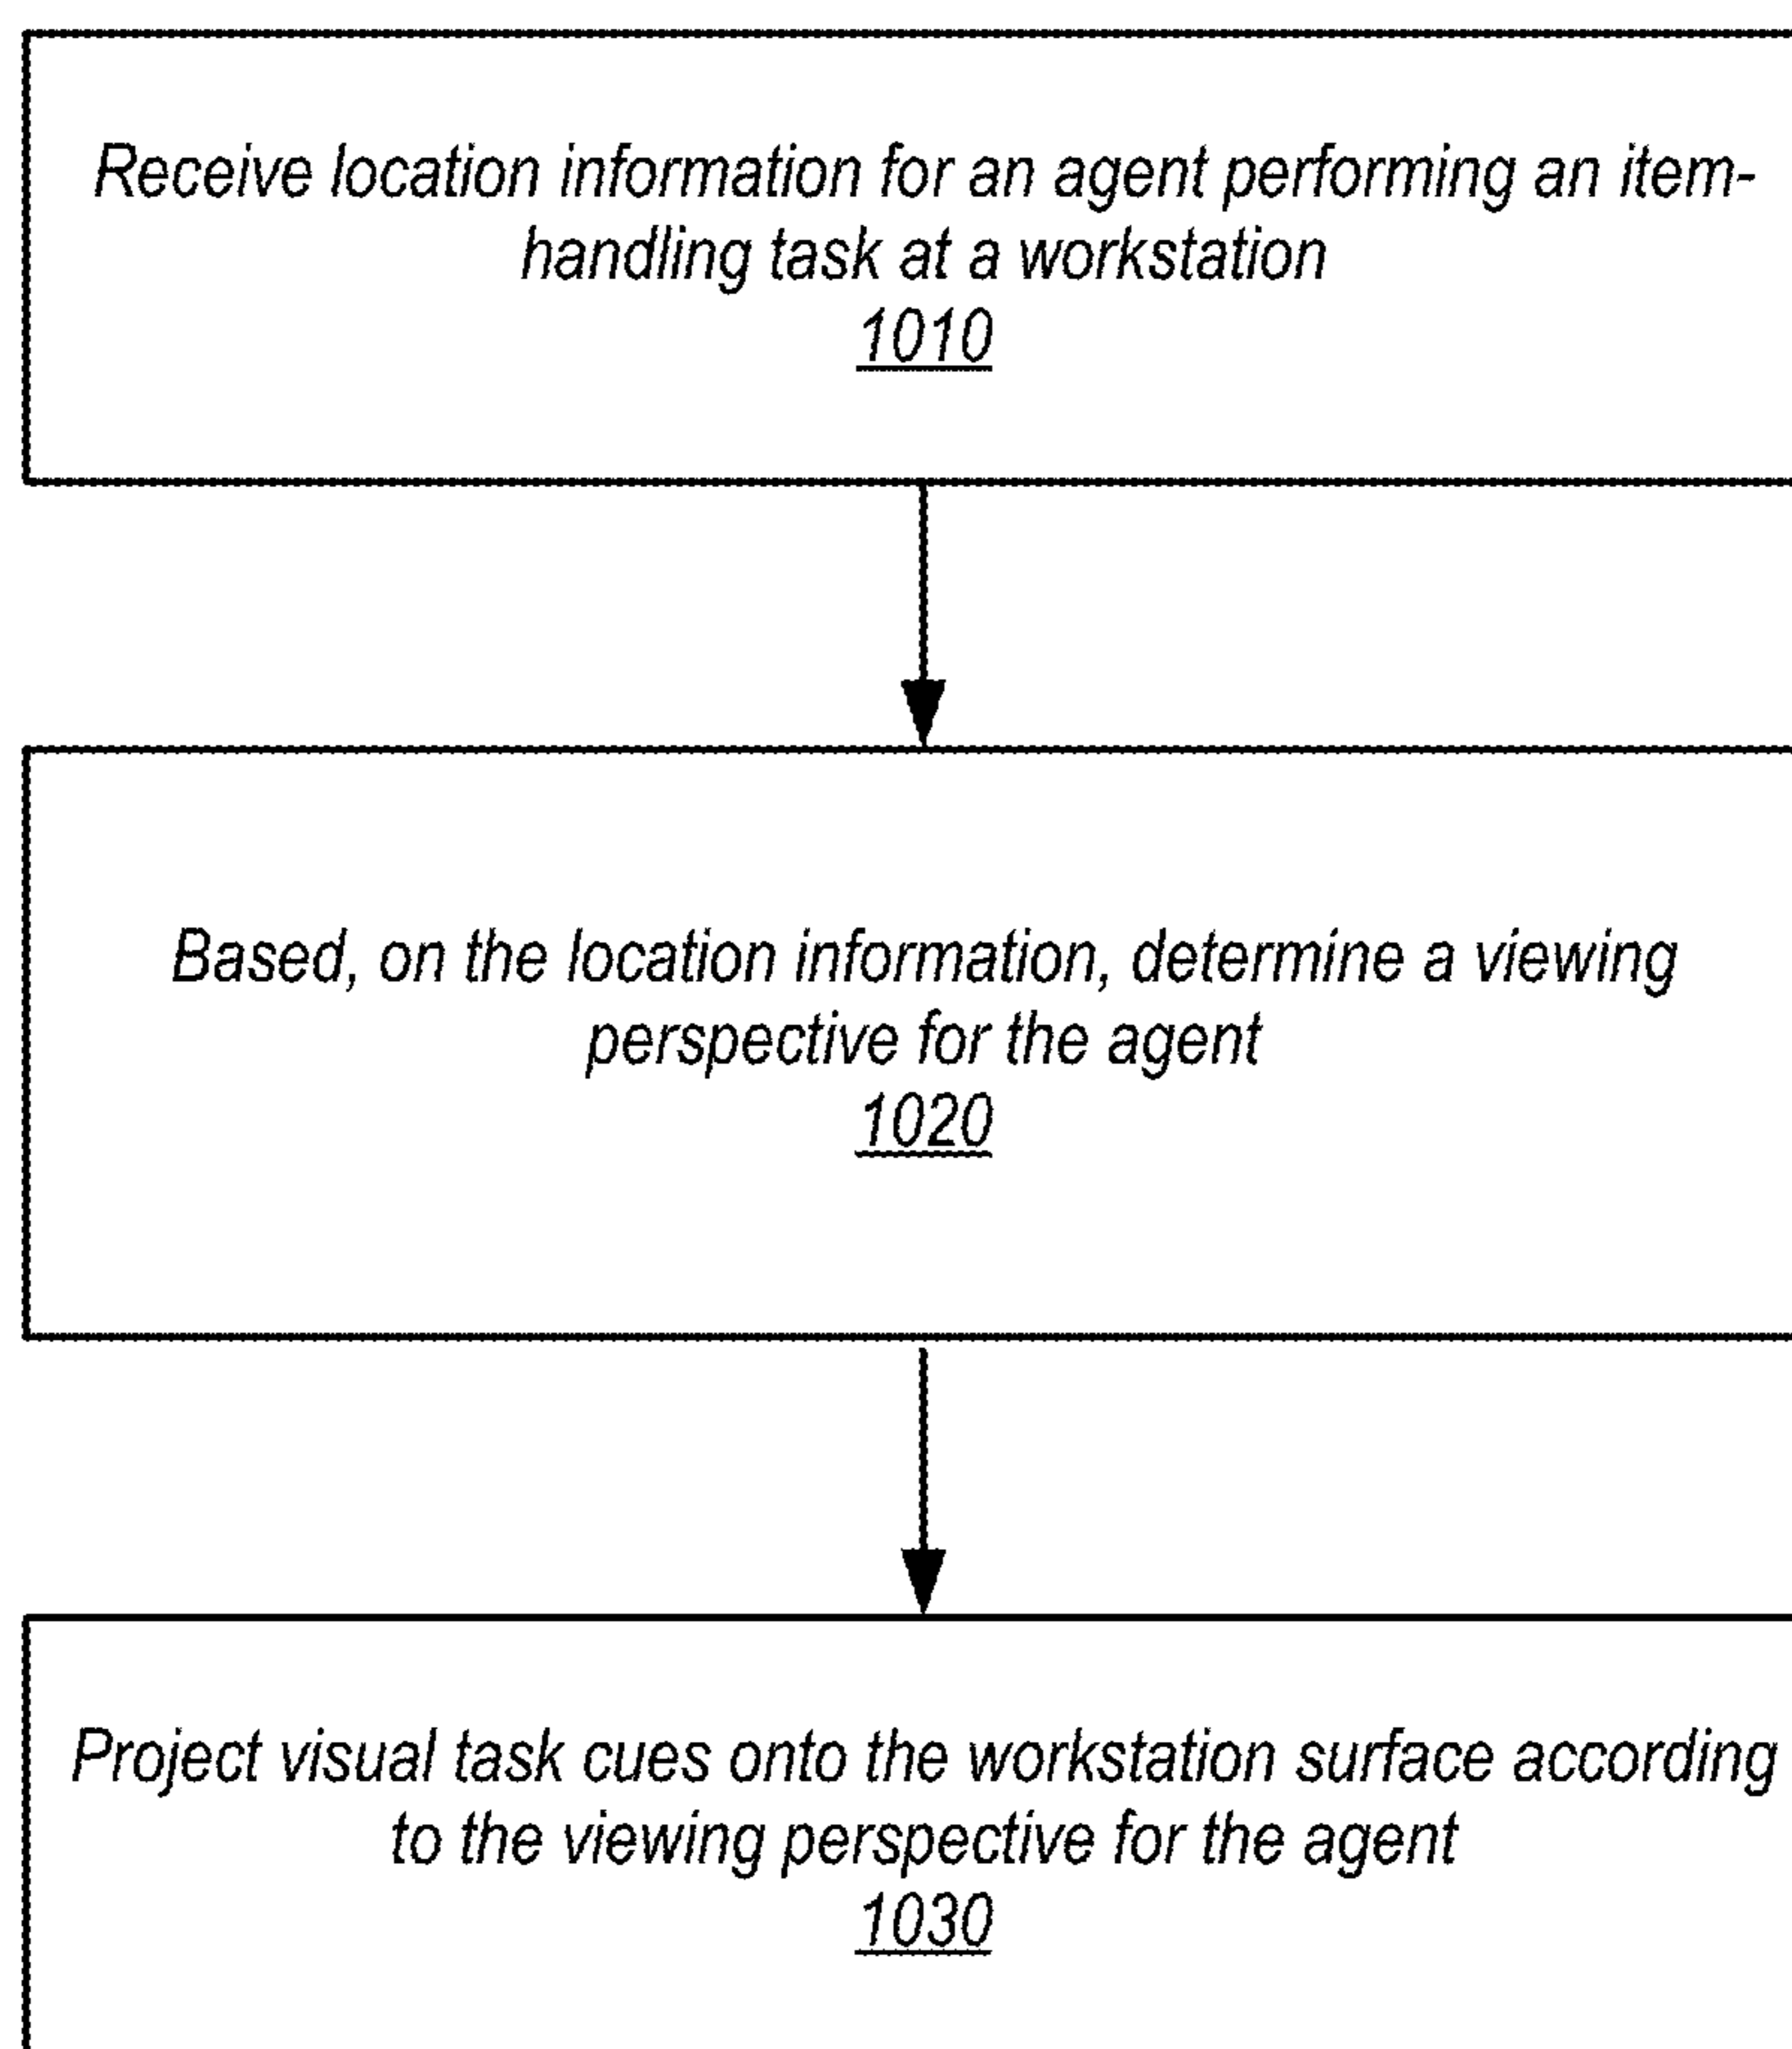 Receive location information for an agent performing an item-
handling task at a workstation
1010
Based, on the location information, determine a viewing
perspective for the agent
1020
Project visual task cues onto the workstation surface according
to the viewing perspective for the agent
1030